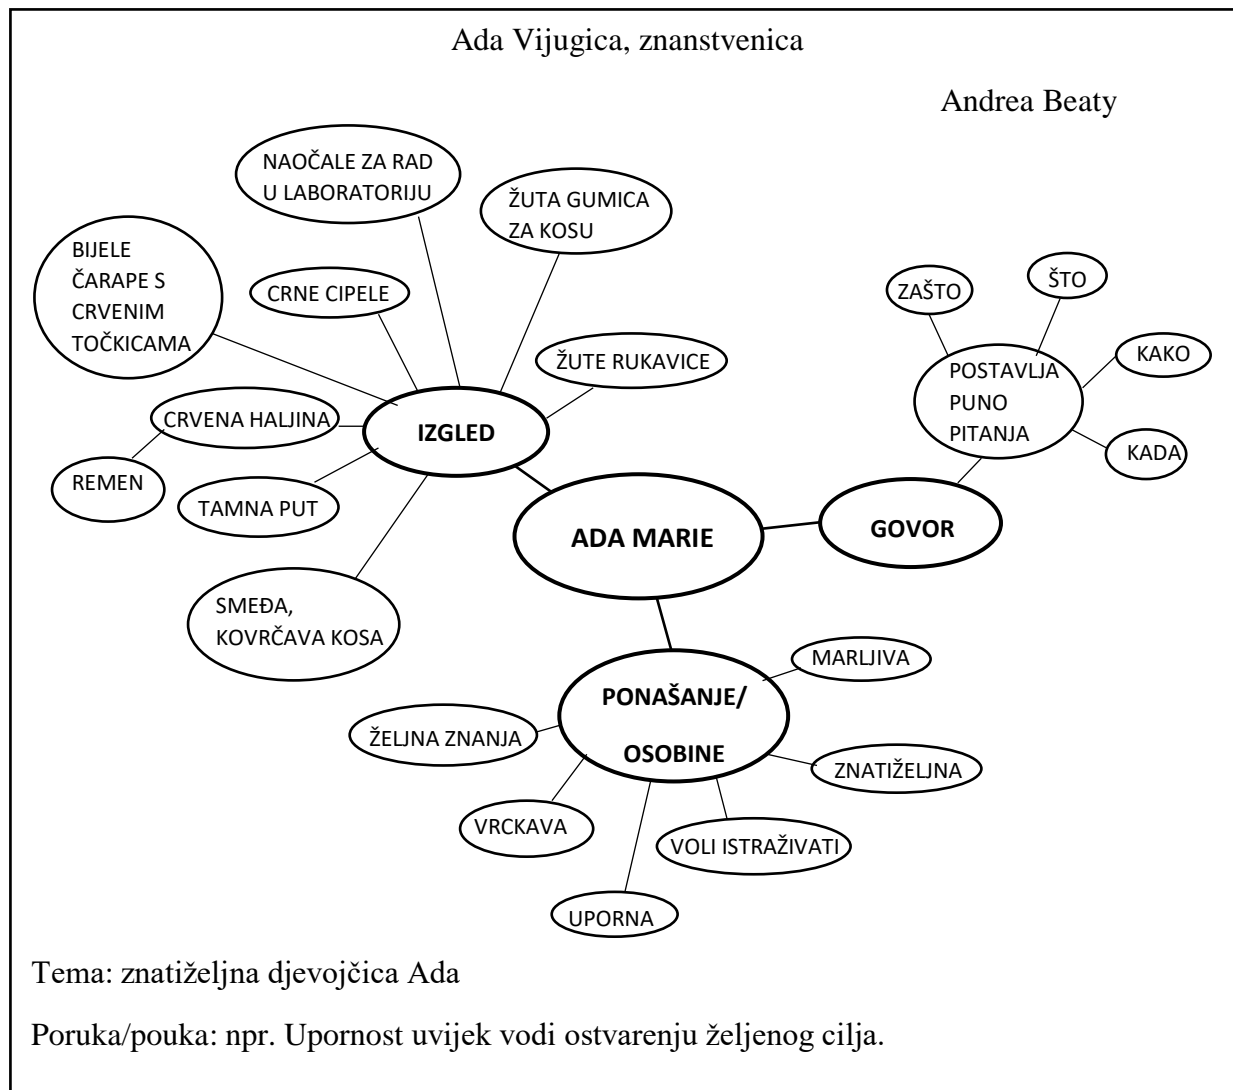 Ada Vijugica, znanstvenica
Andrea Beaty
NAOČALE ZA RAD
U LABORATORIJU
ŽUTA GUMICA
ZA KOSU
BIJELE
ČARAPE S
CRVENIM
TOČKICAMA
CRNE CIPELE
ŽUTE RUKAVICE
CRVENA HALJINA
REMEN
TAMNA PUT
SMEĐA,
KOVRČAVA KOSA
IZGLED
ADA MARIE
GOVOR
POSTAVLJA
PUNO
PITANJA
ZAŠTO
ŠTO
KAKO
KADA
PONAŠANJE/
OSOBINE
MARLJIVA
ŽELJNA ZNANJA
ZNATIŽELJNA
VRCKAVA
VOLI ISTRAŽIVATI
UPORNA
Tema: znatiželjna djevojčica Ada
Poruka/pouka: npr. Upornost uvijek vodi ostvarenju željenog cilja.